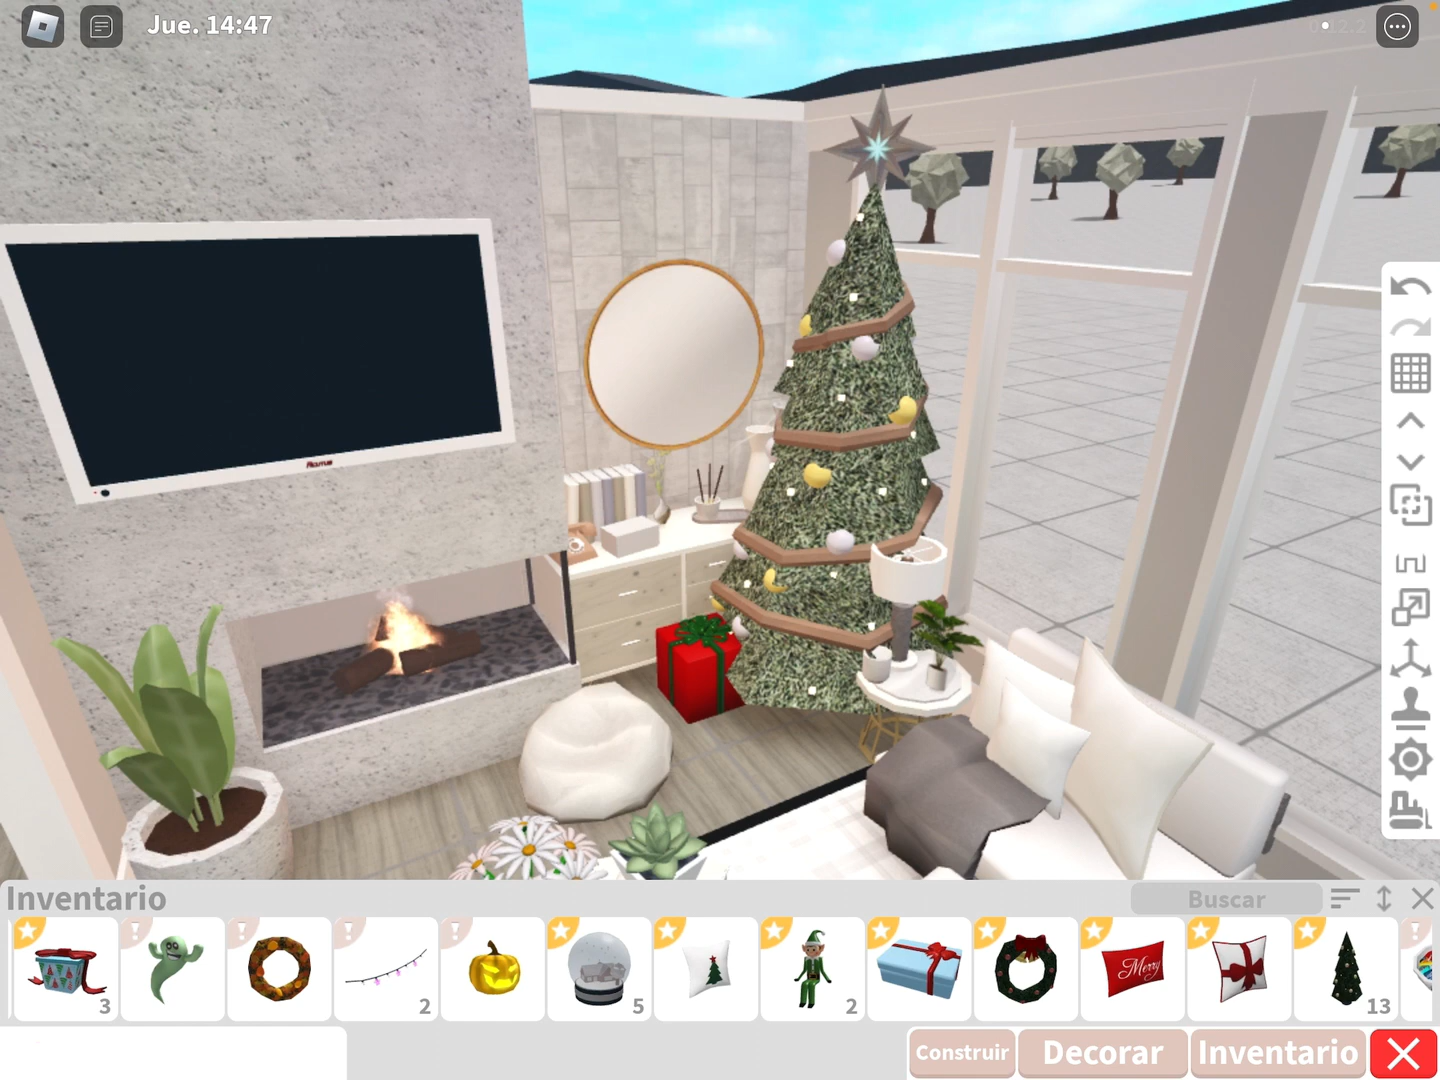 Jue. 14:47
Inventario
Buscar
3
2
5
2
Merry
13
Construir
Decorar
Inventario